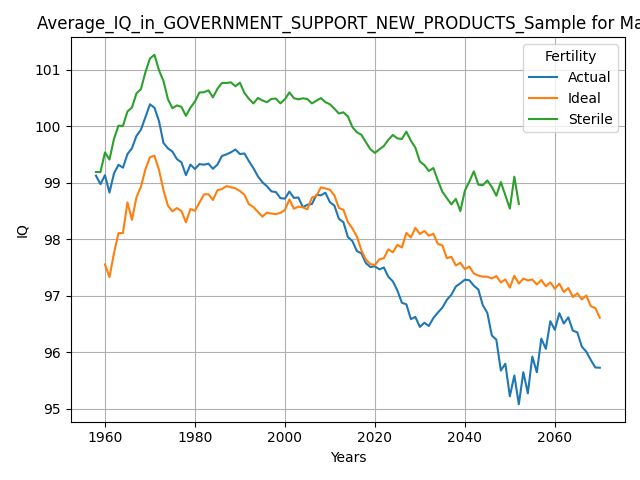 Average_IQ_in_GOVERNMENT_SUPPORT_NEW_PRODUCTS_Sample for Ma
Fertility
Actual
Ideal
Sterile
101
100
99
98
97
96
95
IQ
1960 1980 2000 2020 2040 2060
Years